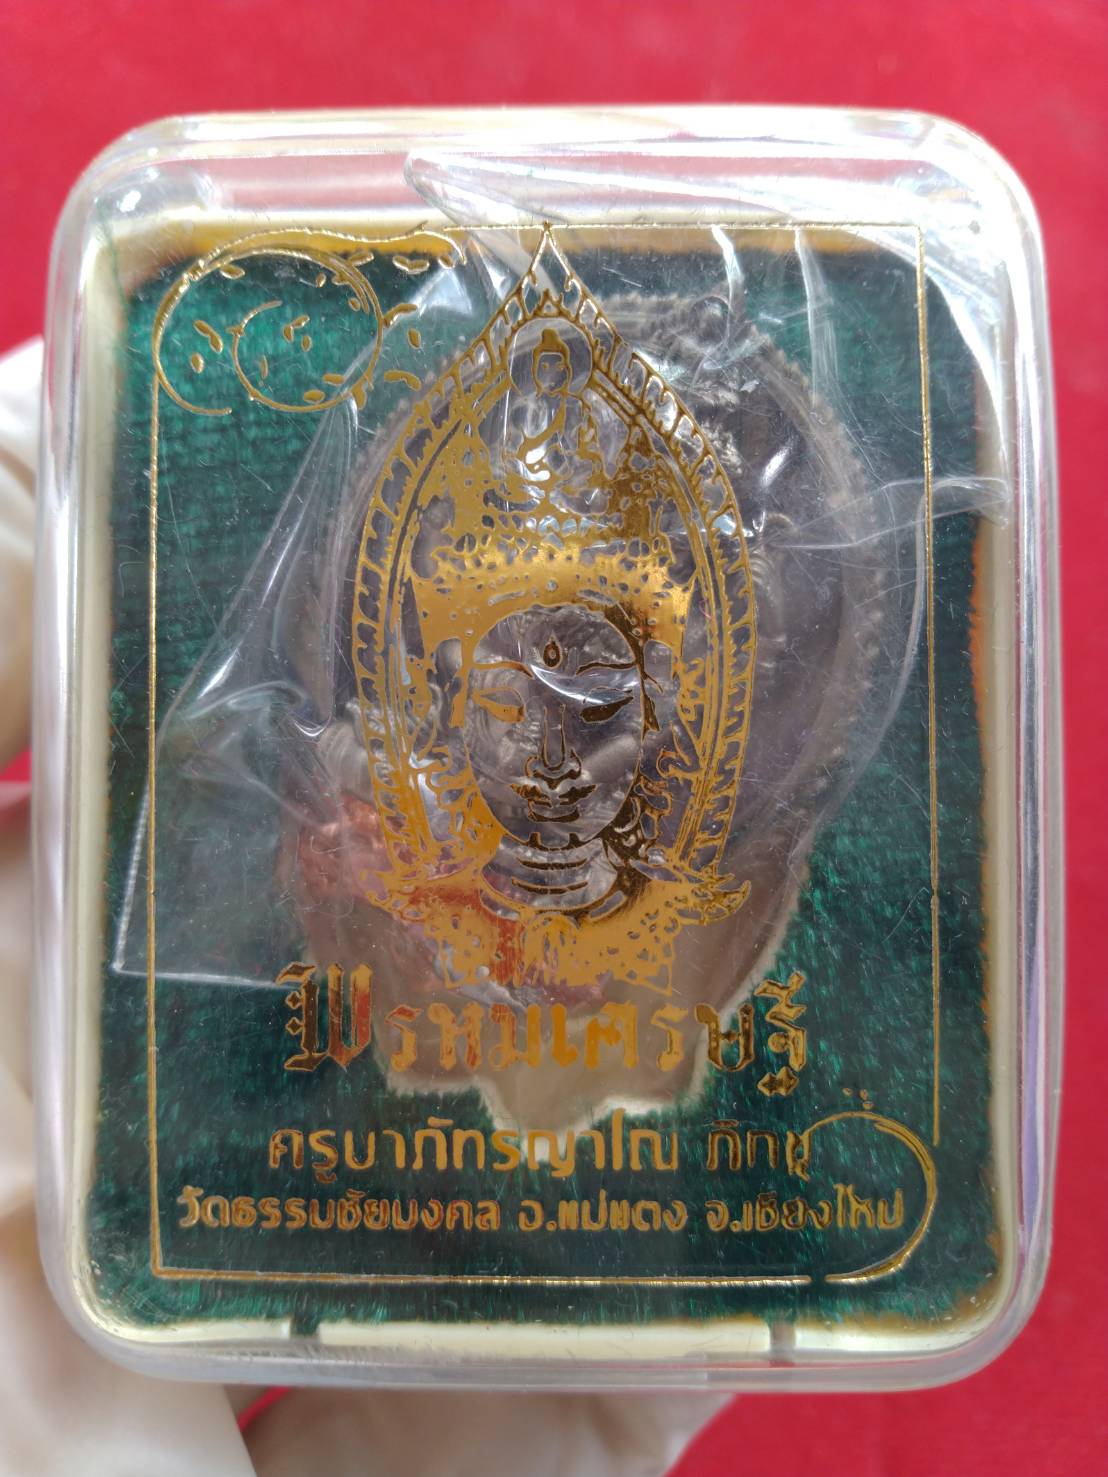 พรหมเศรษฐี
ครูบาภัทรญาโณ ภิกขุ
วัดธรรมชัยมงคล อ.แม่แตง จ.เชียงใหม่